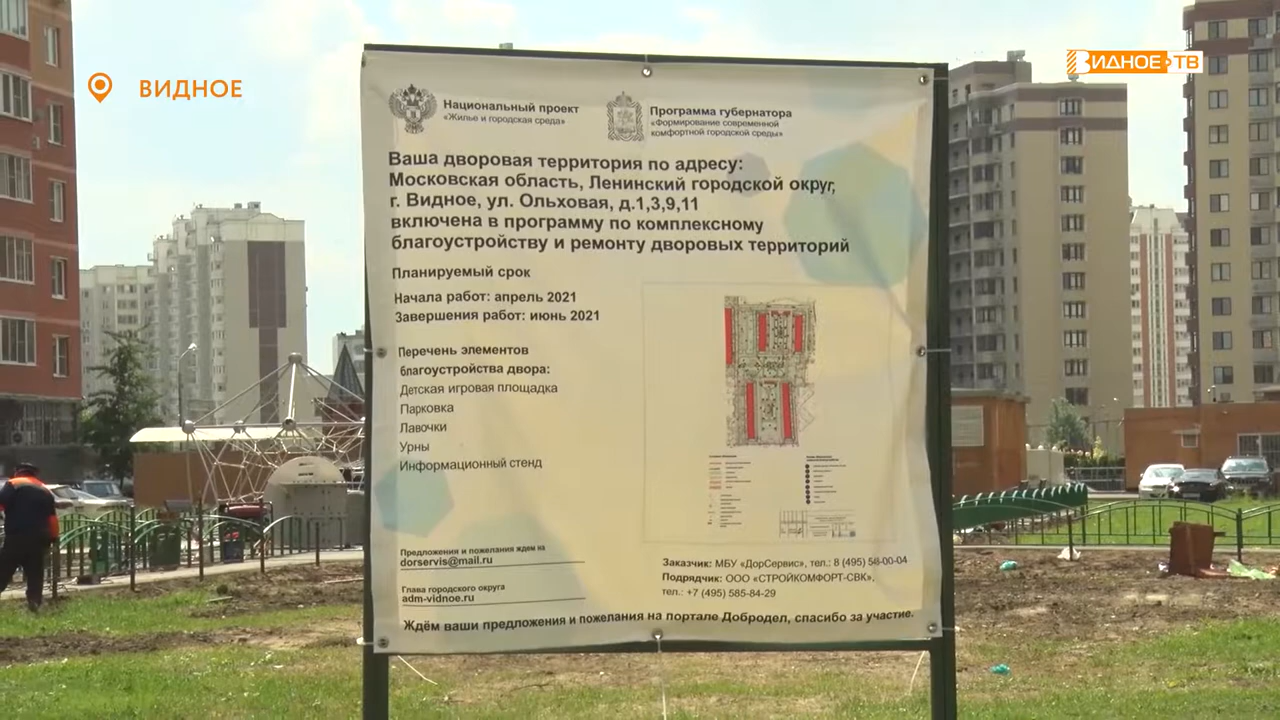 ВИДНОЕ
ВИДНОЕ ТВ
Национальный проект
«Жилье и городская среда»
Программа губернатора
«Формирование современной
комфортной городской среды»
Ваша дворовая территория по адресу:
Московская область, Ленинский городской округ,
г. Видное, ул. Ольховая, д.1,3,9,11
включена в программу по комплексному
благоустройству и ремонту дворовых территорий
Планируемый срок
Начала работ: апрель 2021
Завершения работ: июнь 2021
Перечень элементов
благоустройства двора:
Детская игровая площадка
Парковка
Лавочки
Урны
Информационный стенд
Предложения и пожелания ждем на
dorservis@mail.ru
Глава городского округа
adm-vidnoe.ru
Заказчик: МБУ «ДорСервис», тел.: 8 (495) 58-00-04
Подрядчик: ООО «СТРОЙКОМФОРТ-СВК»,
тел.: +7 (495) 585-84-29
Ждём ваши предложения и пожелания на портале Добродел, спасибо за участие.